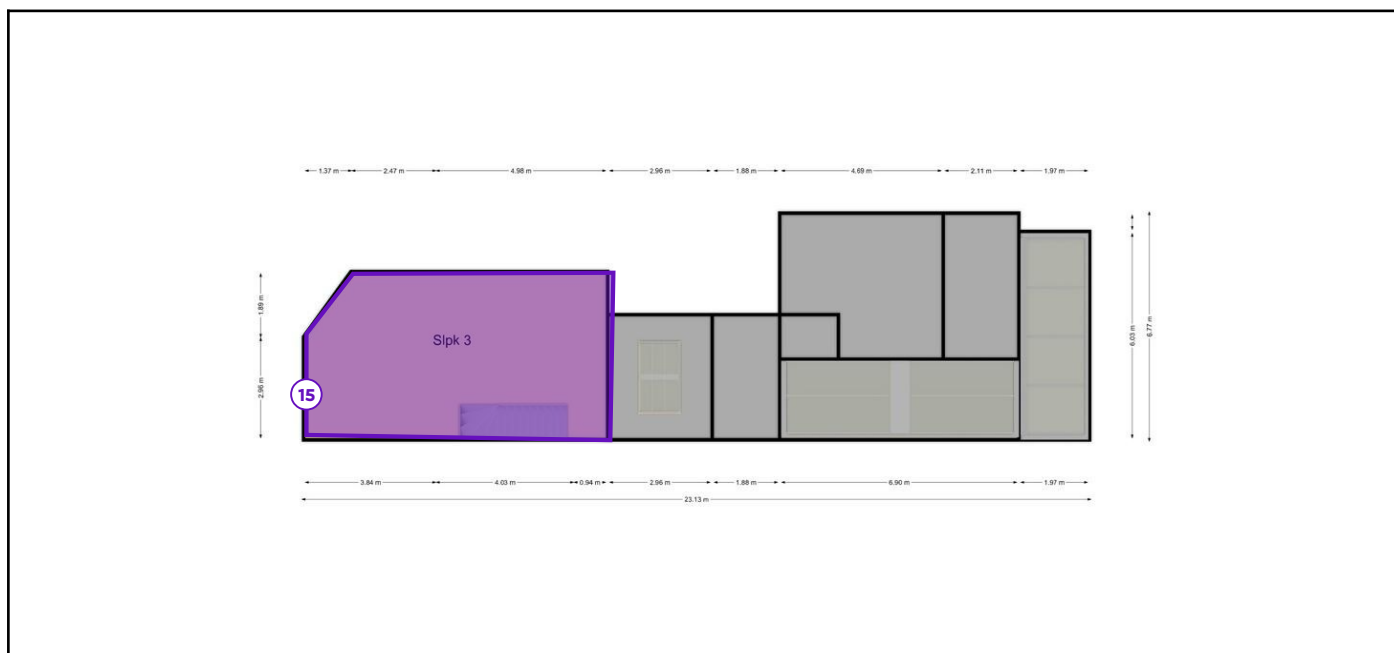 1.37 m 2.47 m 4.98 m 2.96 m 1.88 m 4.69 m 2.11 m 1.97 m
1.89 m
6.03 m
6.77 m
Slpk 3
2.96 m
15
3.84 m 4.03 m 0.94 m 2.96 m 1.88 m 6.90 m 1.97 m
23.13 m